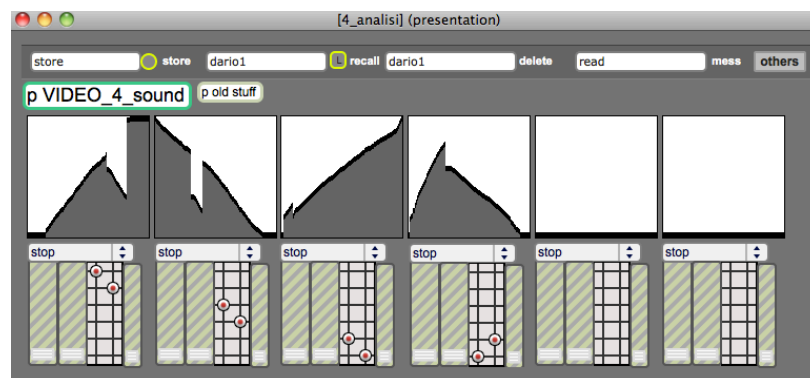 [4_analisi] (presentation)
store store dario1 L recall dario1 delete read mess others
p VIDEO_4_sound p old stuff
stop stop stop stop stop stop